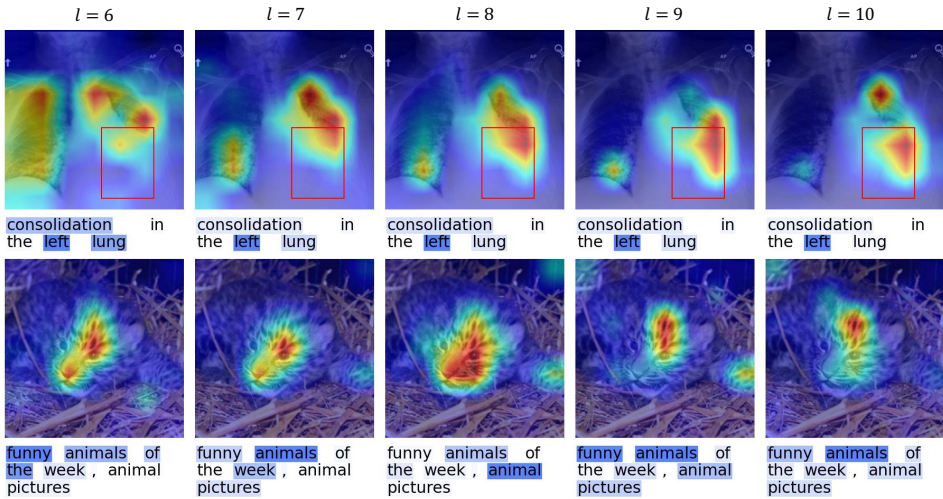 l = 6 l = 7 l = 8 l = 9 l = 10
consolidation in
the left lung
consolidation in
the left lung
consolidation in
the left lung
consolidation in
the left lung
consolidation in
the left lung
funny animals of
the week , animal
pictures
funny animals of
the week , animal
pictures
funny animals of
the week , animal
pictures
funny animals of
the week , animal
pictures
funny animals of
the week , animal
pictures